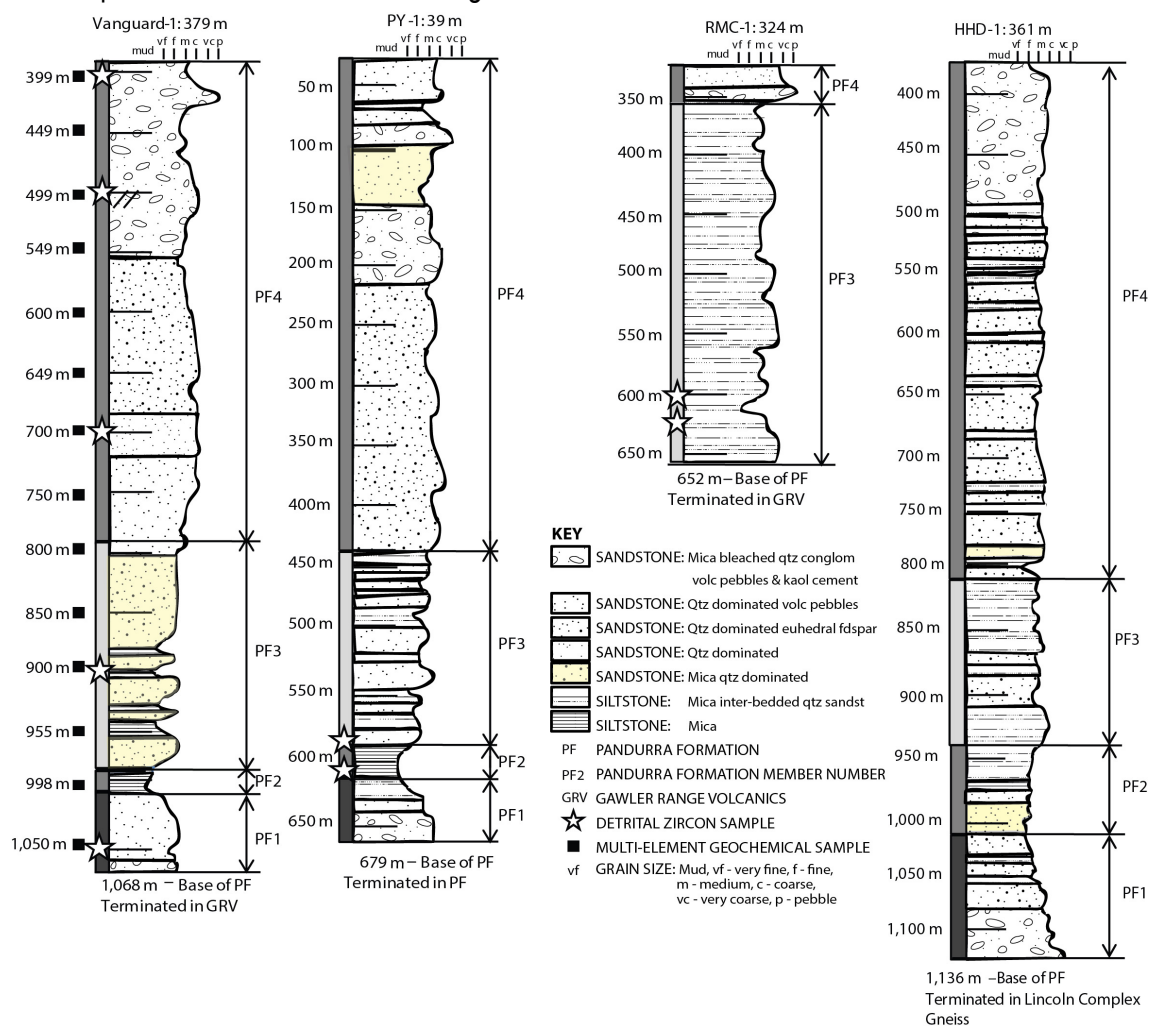 Vanguard-1: 379 m
mud vf f m c vc p
399 m
449 m
499 m
549 m
600 m
649 m
700 m
750 m
800 m
850 m
900 m
955 m
998 m
1,050 m
PF4
PF3
PF2
PF1
1,068 m – Base of PF
Terminated in GRV
PY -1: 39 m
mud vf f m c vc p
50 m
100 m
150 m
200 m
250 m
300 m
350 m
400m
450 m
500 m
550 m
600 m
650 m
PF4
PF3
PF2
PF1
679 m – Base of PF
Terminated in PF
RMC-1: 324 m
mud vf f m c vc p
350 m
400 m
450 m
500 m
550 m
600 m
650 m
PF4
PF3
652 m – Base of PF
Terminated in GRV
KEY
SANDSTONE: Mica bleached qtz conglom
volc pebbles & kaol cement
SANDSTONE: Qtz dominated volc pebbles
SANDSTONE: Qtz dominated euhedral fdspar
SANDSTONE: Qtz dominated
SANDSTONE: Mica qtz dominated
SILTSTONE: Mica inter-bedded qtz sandst
SILTSTONE: Mica
PF PANDURRA FORMATION
PF2 PANDURRA FORMATION MEMBER NUMBER
GRV GAWLER RANGE VOLCANICS
DETRITAL ZIRCON SAMPLE
MULTI-ELEMENT GEOCHEMICAL SAMPLE
vf GRAIN SIZE: Mud, vf - very fine, f - fine,
m - medium, c - coarse,
vc - very coarse, p - pebble
HHD-1: 361 m
mud vf f m c vc p
400 m
450 m
500 m
550 m
600 m
650 m
700 m
750 m
800 m
850 m
900 m
950 m
1,000 m
1,050 m
1,100 m
PF4
PF3
PF2
PF1
1,136 m –Base of PF
Terminated in Lincoln Complex
Gneiss